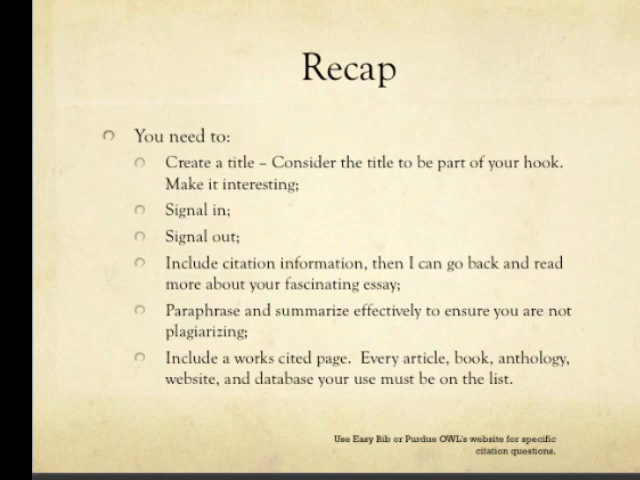 Recap
You need to:
Create a title – Consider the title to be part of your hook.
Make it interesting;
Signal in;
Signal out;
Include citation information, then I can go back and read
more about your fascinating essay;
Paraphrase and summarize effectively to ensure you are not
plagiarizing;
Include a works cited page.  Every article, book, anthology,
website, and database your use must be on the list.
Use Easy Bib or Purdue OWL's website for specific
citation questions.